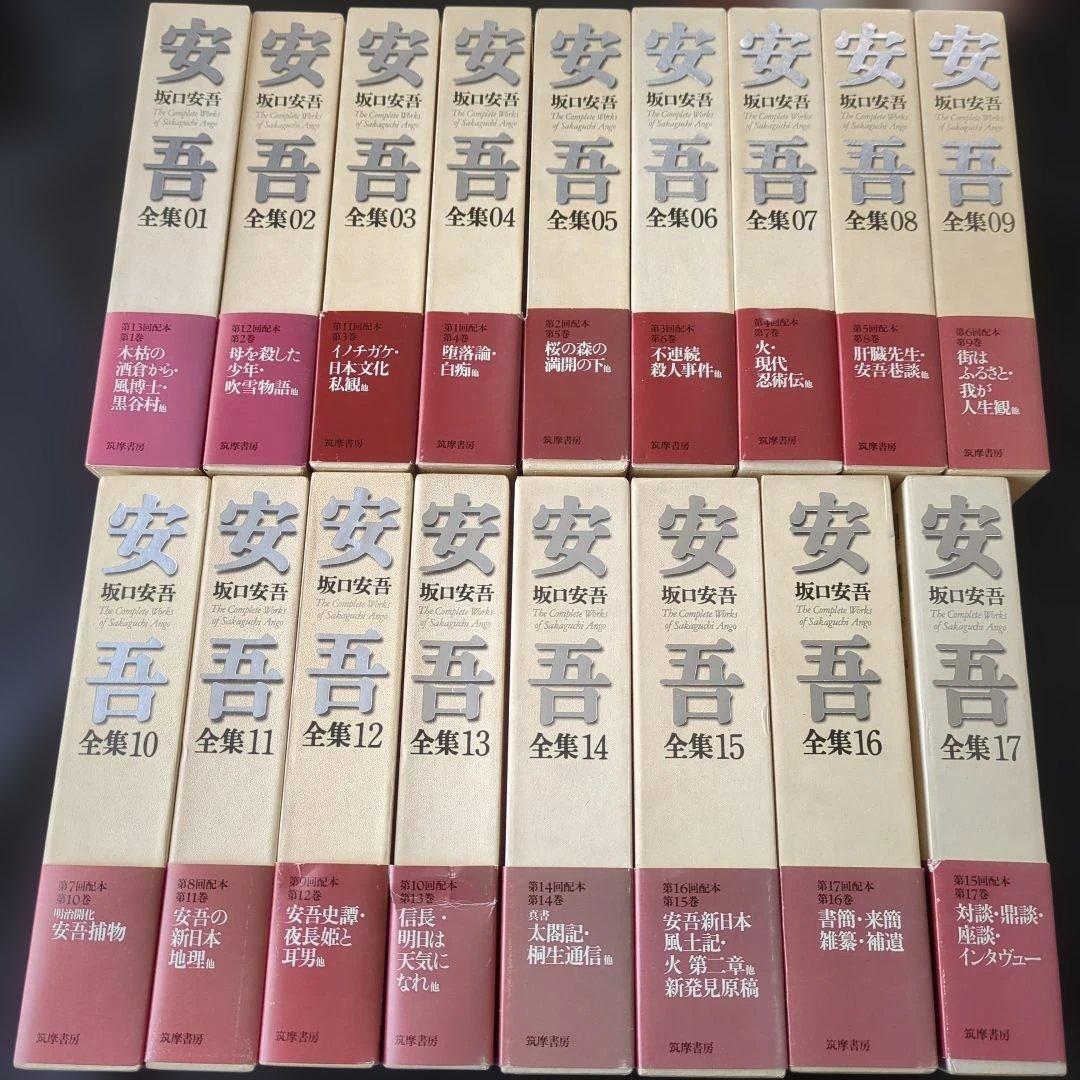 安
坂口安吾
The Complete Works
of Sakaguchi Ango
吾
全集01
第13回配本
第1巻
木枯の
酒倉から・
風博士・
黒谷村他
筑摩書房
安
坂口安吾
The Complete Works
of Sakaguchi Ango
吾
全集02
第12回配本
第2巻
母を殺した
少年・
吹雪物語他
筑摩書房
安
坂口安吾
The Complete Works
of Sakaguchi Ango
吾
全集03
第11回配本
第3巻
イノチガケ・
日本文化
私観他
筑摩書房
安
坂口安吾
The Complete Works
of Sakaguchi Ango
吾
全集04
第1回配本
第4巻
堕落論・
白痴他
筑摩書房
安
坂口安吾
The Complete Works
of Sakaguchi Ango
吾
全集05
第2回配本
第5巻
桜の森の
満開の下他
筑摩書房
安
坂口安吾
The Complete Works
of Sakaguchi Ango
吾
全集06
第3回配本
第6巻
不連続
殺人事件他
筑摩書房
安
坂口安吾
The Complete Works
of Sakaguchi Ango
吾
全集07
第4回配本
第7巻
火・
現代
忍術伝他
筑摩書房
安
坂口安吾
The Complete Works
of Sakaguchi Ango
吾
全集08
第5回配本
第8巻
肝臓先生・
安吾巷談他
筑摩書房
安
坂口安吾
The Complete Works
of Sakaguchi Ango
吾
全集09
第6回配本
第9巻
街は
ふるさと・
我が
人生観他
筑摩書房
安
坂口安吾
The Complete Works
of Sakaguchi Ango
吾
全集10
第7回配本
第10巻
明治開化
安吾捕物
筑摩書房
安
坂口安吾
The Complete Works
of Sakaguchi Ango
吾
全集11
第8回配本
第11巻
安吾の
新日本
地理他
筑摩書房
安
坂口安吾
The Complete Works
of Sakaguchi Ango
吾
全集12
第9回配本
第12巻
安吾史譚・
夜長姫と
耳男他
筑摩書房
安
坂口安吾
The Complete Works
of Sakaguchi Ango
吾
全集13
第10回配本
第13巻
信長・
明日は
天気に
なれ他
筑摩書房
安
坂口安吾
The Complete Works
of Sakaguchi Ango
吾
全集14
第14回配本
第14巻
真書
太閤記・
桐生通信他
筑摩書房
安
坂口安吾
The Complete Works
of Sakaguchi Ango
吾
全集15
第16回配本
第15巻
安吾新日本
風土記・
火 第二章他
新発見原稿
筑摩書房
安
坂口安吾
The Complete Works
of Sakaguchi Ango
吾
全集16
第17回配本
第16巻
書簡・来簡
雑纂・補遺
筑摩書房
安
坂口安吾
The Complete Works
of Sakaguchi Ango
吾
全集17
第15回配本
第17巻
対談・鼎談・
座談・
インタヴュー
筑摩書房